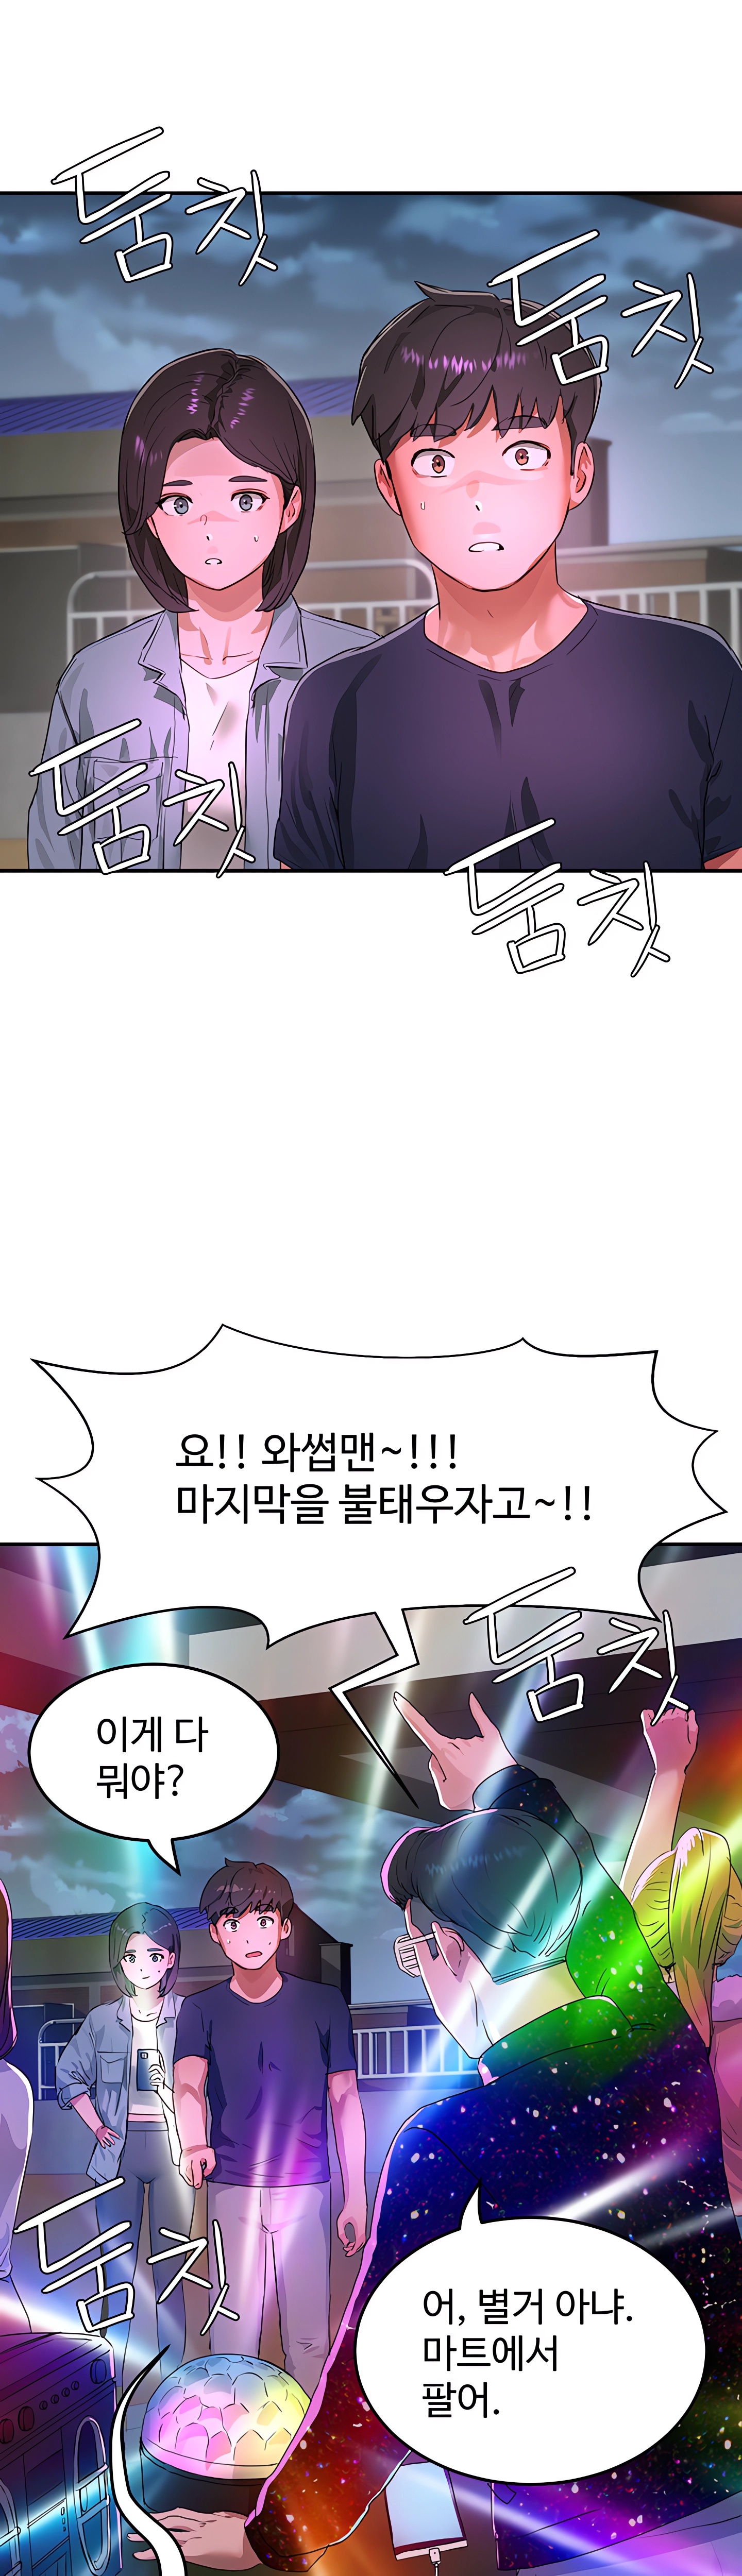 둠칫
둠칫
둠칫
둠칫
요!! 와썹맨~!!!
마지막을 불태우자고~!!
둠칫
이게 다
뭐야?
둠칫
어, 별거 아냐.
마트에서
팔어.